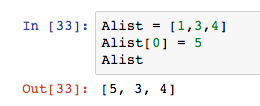 In [33]: Alist = [1,3,4]
Alist[0] = 5
Alist
Out[33]: [5, 3, 4]